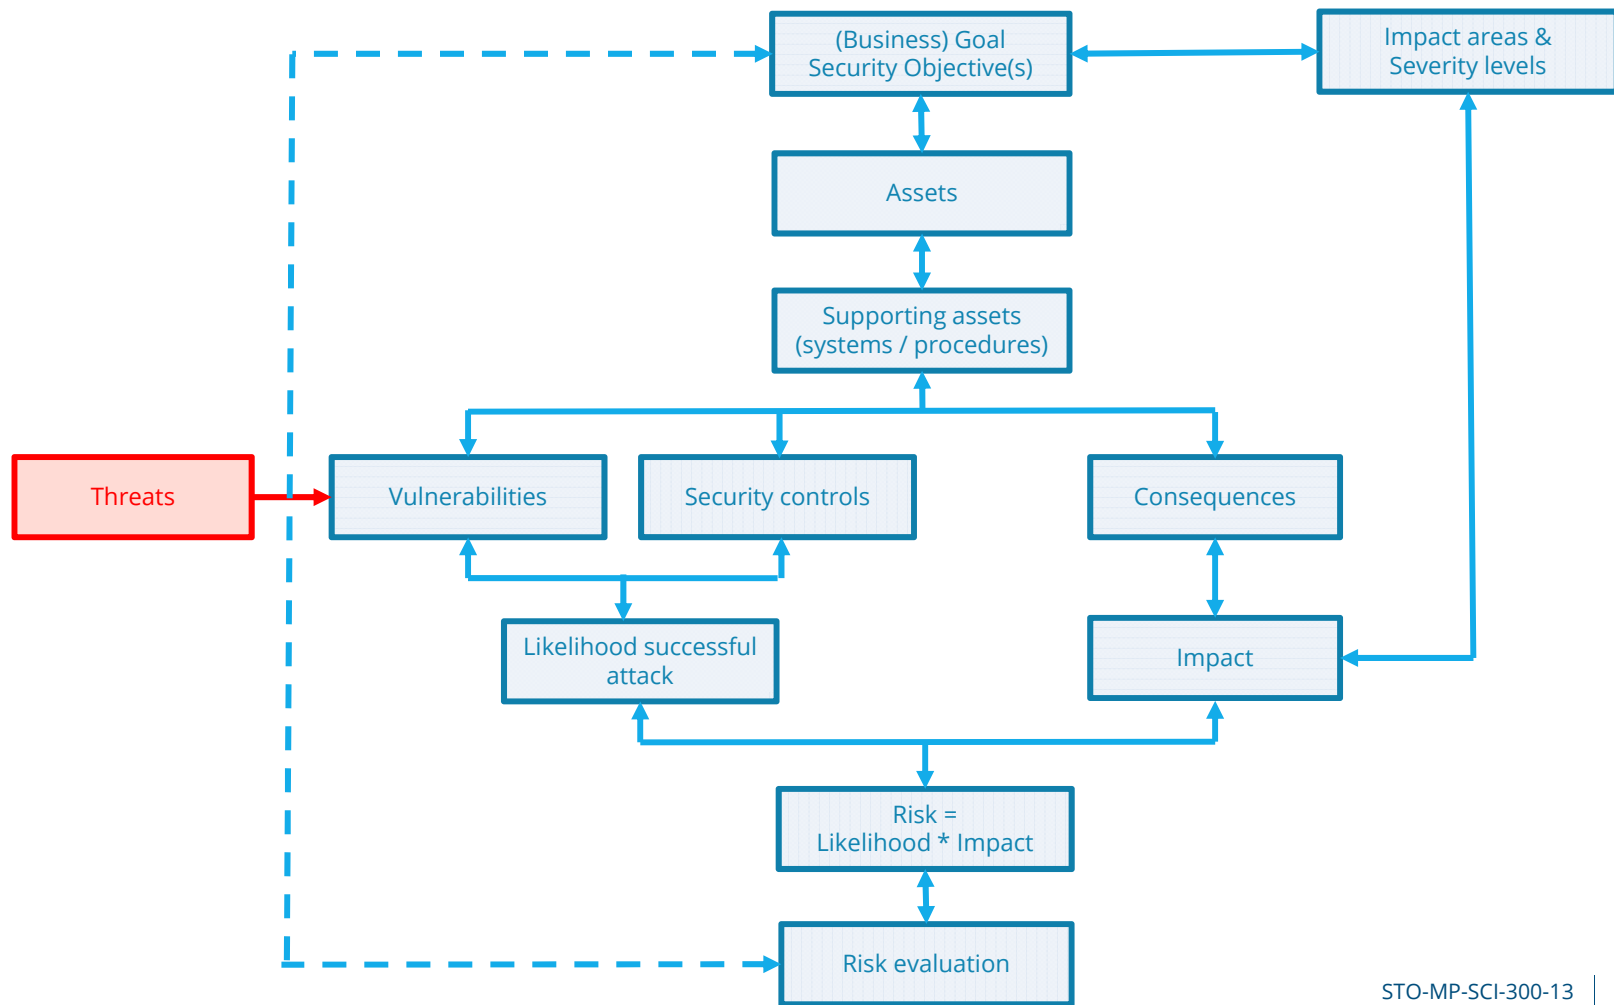 (Business) Goal
Security Objective(s)
Impact areas &
Severity levels
Assets
Supporting assets
(systems / procedures)
Threats
Vulnerabilities
Security controls
Consequences
Likelihood successful
attack
Impact
Risk =
Likelihood * Impact
Risk evaluation
STO-MP-SCI-300-13